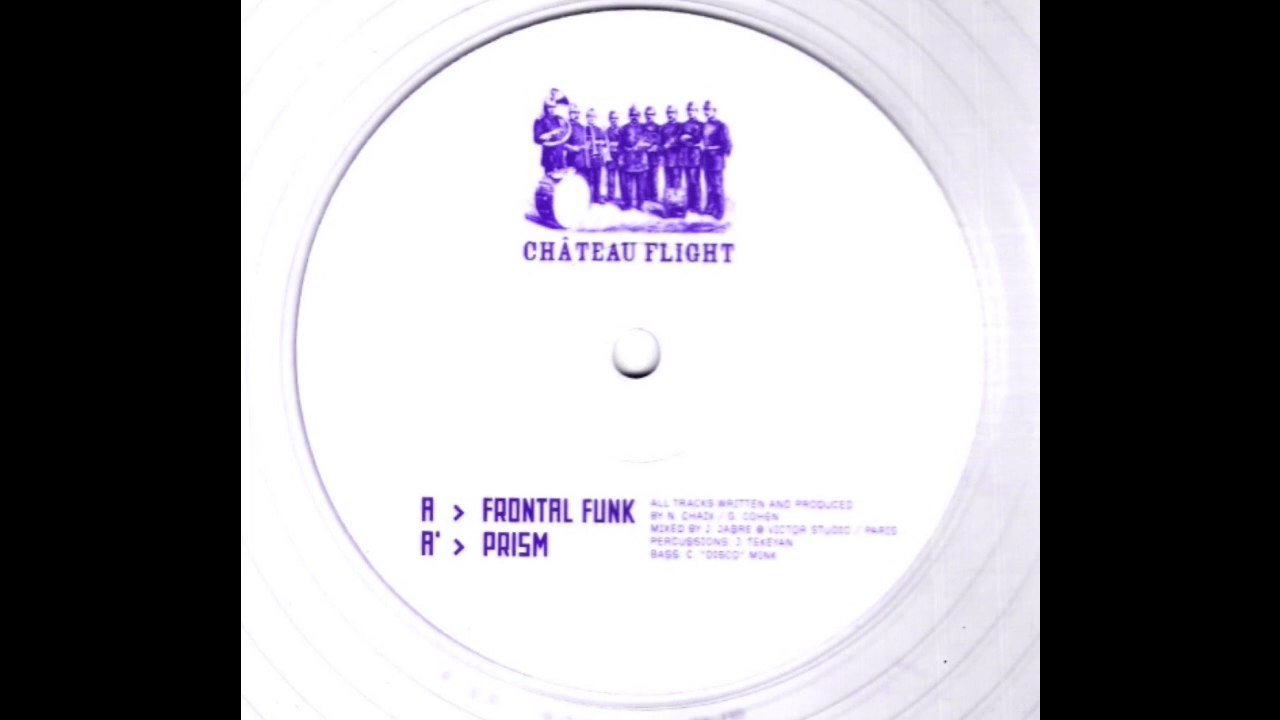 CHÂTEAU FLIGHT
A > FRONTAL FUNK
A' > PRISM
ALL TRACKS WRITTEN AND PRODUCED
BY N. CHAIX / G. COHEN
MIXED BY J. JABRE @ VICTOR STUDIO // PARIS
PERCUSSIONS: J. TEKEYAN
BASS: C. "DISCO" MONK